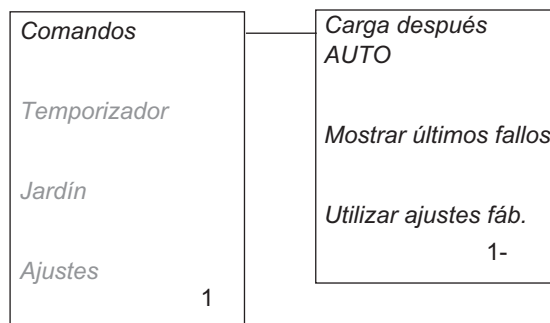 Comandos
Temporizador
Jardín
Ajustes
1
Carga después
AUTO
Mostrar últimos fallos
Utilizar ajustes fáb.
1-